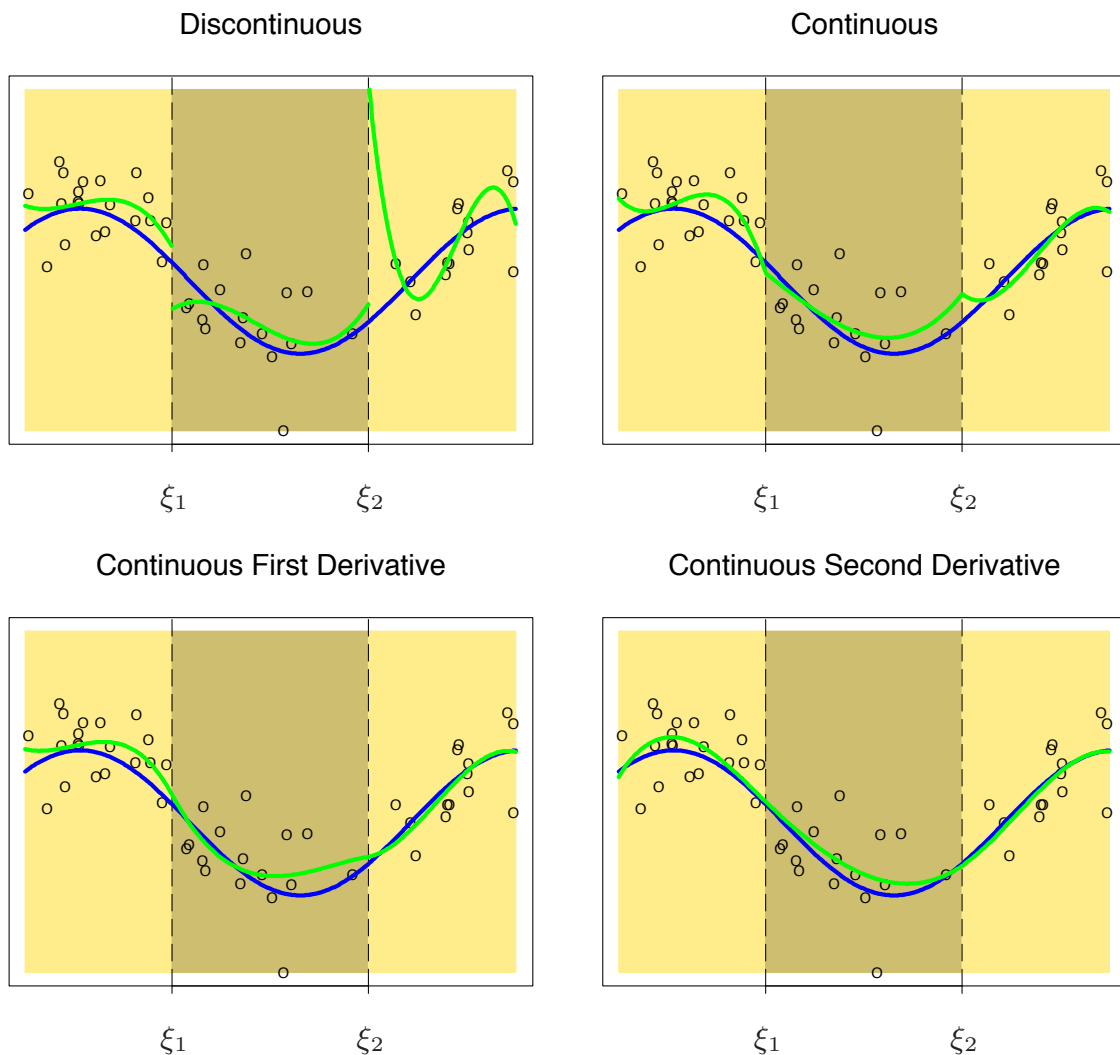 Discontinuous
Continuous
ξ₁ ξ₂
ξ₁ ξ₂
Continuous First Derivative
Continuous Second Derivative
ξ₁ ξ₂
ξ₁ ξ₂